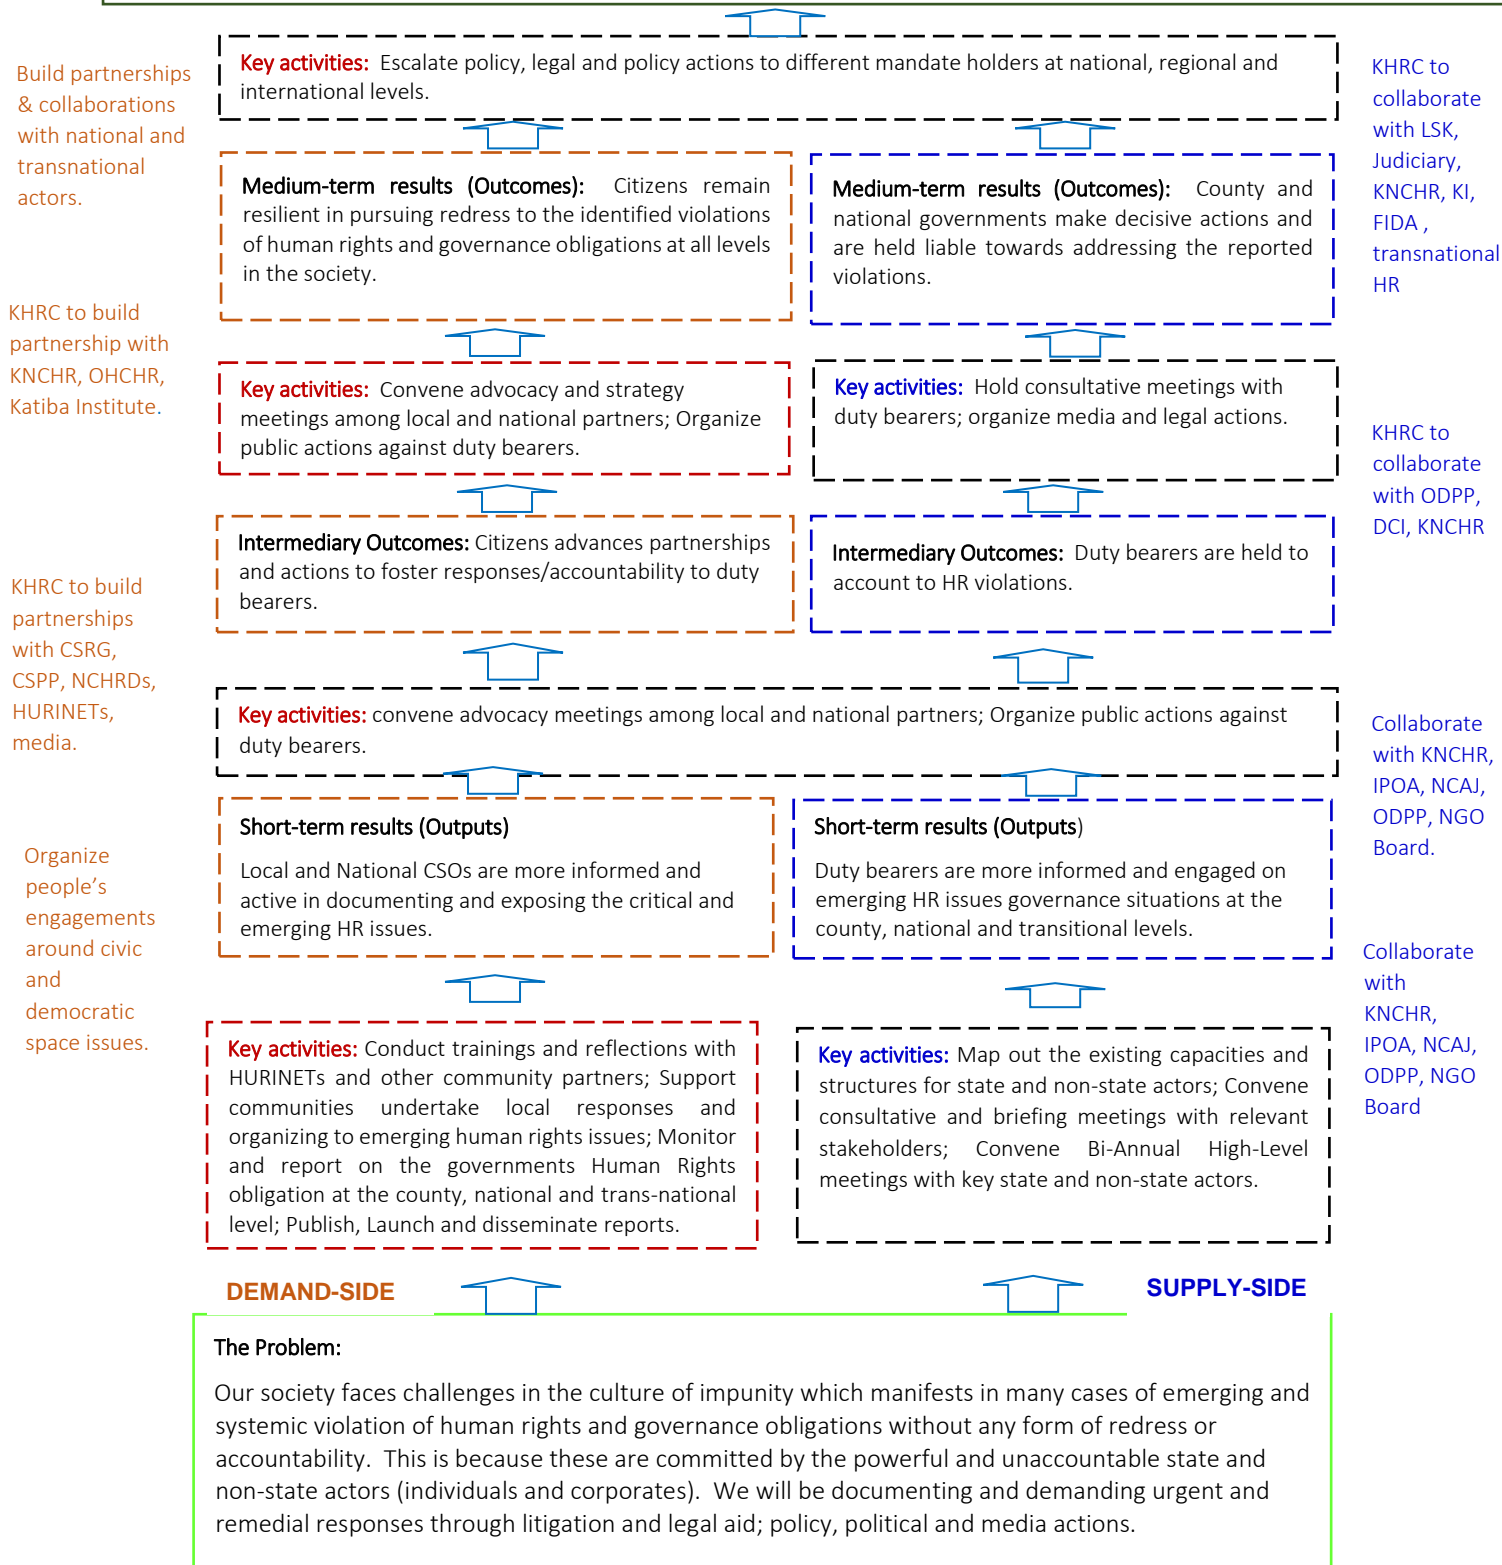 Key activities: Escalate policy, legal and policy actions to different mandate holders at national, regional and
international levels.
Build partnerships
& collaborations
with national and
transnational
actors.
KHRC to
collaborate
with LSK,
Judiciary,
KNCHR, KI,
FIDA ,
transnational
HR
Medium-term results (Outcomes): Citizens remain
resilient in pursuing redress to the identified violations
of human rights and governance obligations at all levels
in the society.
Medium-term results (Outcomes): County and
national governments make decisive actions and
are held liable towards addressing the reported
violations.
KHRC to build
partnership with
KNCHR, OHCHR,
Katiba Institute.
Key activities: Convene advocacy and strategy
meetings among local and national partners; Organize
public actions against duty bearers.
Key activities: Hold consultative meetings with
duty bearers; organize media and legal actions.
KHRC to
collaborate
with ODPP,
DCI, KNCHR
Intermediary Outcomes: Citizens advances partnerships
and actions to foster responses/accountability to duty
bearers.
Intermediary Outcomes: Duty bearers are held to
account to HR violations.
KHRC to build
partnerships
with CSRG,
CSPP, NCHRDs,
HURINETs,
media.
Key activities: convene advocacy meetings among local and national partners; Organize public actions against
duty bearers.
Collaborate
with KNCHR,
IPOA, NCAJ,
ODPP, NGO
Board.
Short-term results (Outputs)
Local and National CSOs are more informed and
active in documenting and exposing the critical and
emerging HR issues.
Short-term results (Outputs)
Duty bearers are more informed and engaged on
emerging HR issues governance situations at the
county, national and transitional levels.
Organize
people’s
engagements
around civic
and
democratic
space issues.
Collaborate
with
KNCHR,
IPOA, NCAJ,
ODPP, NGO
Board
Key activities: Conduct trainings and reflections with
HURINETs and other community partners; Support
communities undertake local responses and
organizing to emerging human rights issues; Monitor
and report on the governments Human Rights
obligation at the county, national and trans-national
level; Publish, Launch and disseminate reports.
Key activities: Map out the existing capacities and
structures for state and non-state actors; Convene
consultative and briefing meetings with relevant
stakeholders; Convene Bi-Annual High-Level
meetings with key state and non-state actors.
DEMAND-SIDE
SUPPLY-SIDE
The Problem:
Our society faces challenges in the culture of impunity which manifests in many cases of emerging and
systemic violation of human rights and governance obligations without any form of redress or
accountability. This is because these are committed by the powerful and unaccountable state and
non-state actors (individuals and corporates). We will be documenting and demanding urgent and
remedial responses through litigation and legal aid; policy, political and media actions.